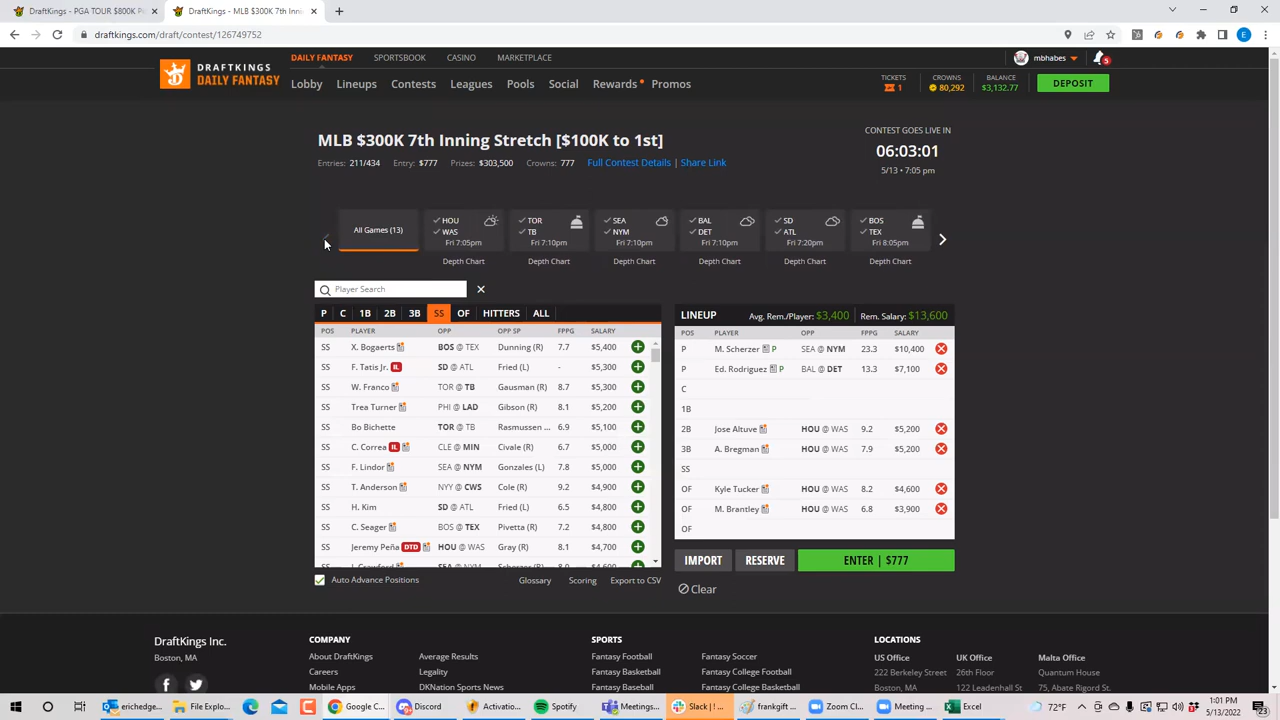 DraftKings - PGA TOUR $800K Pi
DraftKings - MLB $300K 7th Inni
draftkings.com/draft/contest/126749752
E
DAILY FANTASY SPORTSBOOK CASINO MARKETPLACE
mbhabes 5
DRAFTKINGS
DAILY FANTASY
Lobby Lineups Contests Leagues Pools Social Rewards Promos
TICKETS 1
CROWNS 80,292
BALANCE $3,132.77
DEPOSIT
MLB $300K 7th Inning Stretch [$100K to 1st]
Entries: 211/434 Entry: $777 Prizes: $303,500 Crowns: 777 Full Contest Details | Share Link
CONTEST GOES LIVE IN
06:03:01
5/13 • 7:05 pm
All Games (13)
HOU WAS Fri 7:05pm Depth Chart
TOR TB Fri 7:10pm Depth Chart
SEA NYM Fri 7:10pm Depth Chart
BAL DET Fri 7:10pm Depth Chart
SD ATL Fri 7:20pm Depth Chart
BOS TEX Fri 8:05pm Depth Chart
Player Search
P C 1B 2B 3B SS OF HITTERS ALL
POS PLAYER OPP OPP SP FPPG SALARY
SS X. Bogaerts BOS @ TEX Dunning (R) 7.7 $5,400
SS F. Tatis Jr. IL SD @ ATL Fried (L) - $5,300
SS W. Franco TOR @ TB Gausman (R) 8.7 $5,300
SS Trea Turner PHI @ LAD Gibson (R) 8.1 $5,200
SS Bo Bichette TOR @ TB Rasmussen ... 6.9 $5,100
SS C. Correa IL CLE @ MIN Civale (R) 6.7 $5,000
SS F. Lindor SEA @ NYM Gonzales (L) 7.8 $5,000
SS T. Anderson NYY @ CWS Cole (R) 9.2 $4,900
SS H. Kim SD @ ATL Fried (L) 6.5 $4,800
SS C. Seager BOS @ TEX Pivetta (R) 7.2 $4,800
SS Jeremy Peña DTD HOU @ WAS Gray (R) 8.1 $4,700
LINEUP Avg. Rem./Player: $3,400 Rem. Salary: $13,600
POS PLAYER OPP FPPG SALARY
P M. Scherzer P SEA @ NYM 23.3 $10,400
P Ed. Rodriguez P BAL @ DET 13.3 $7,100
C
1B
2B Jose Altuve HOU @ WAS 9.2 $5,200
3B A. Bregman HOU @ WAS 7.9 $5,200
SS
OF Kyle Tucker HOU @ WAS 8.2 $4,600
OF M. Brantley HOU @ WAS 6.8 $3,900
OF
IMPORT RESERVE ENTER | $777
Auto Advance Positions Glossary Scoring Export to CSV
Clear
DraftKings Inc.
Boston, MA
COMPANY
About DraftKings Average Results
Careers Legality
Mobile Apps DKNation Sports News
SPORTS
Fantasy Football Fantasy Soccer
Fantasy Basketball Fantasy College Football
Fantasy Baseball Fantasy College Basketball
LOCATIONS
US Office UK Office Malta Office
222 Berkeley Street 26th Floor Quantum House
Boston, MA 122 Leadenhall St 75, Abate Rigord St.
erichedge... File Explo... Google C... Discord Activation... Spotify Meetings... Slack | ! ... frankgift ... Zoom Cl... Meeting ... Excel
72°F
1:01 PM
5/13/2022
23